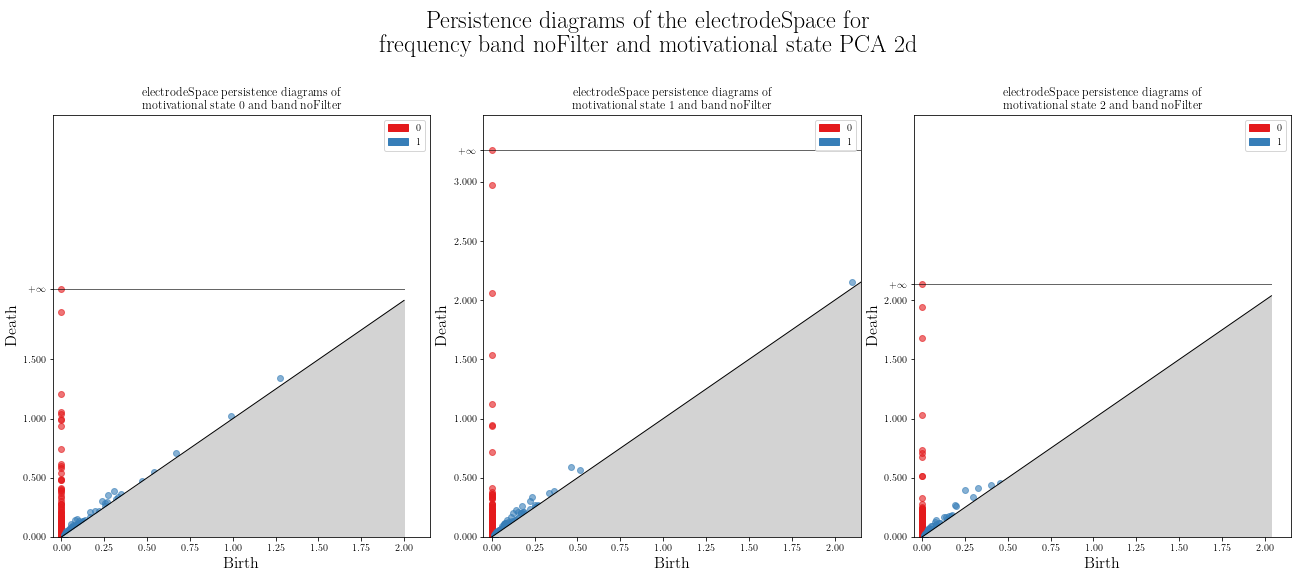 Persistence diagrams of the electrodeSpace for
frequency band noFilter and motivational state PCA 2d
electrodeSpace persistence diagrams of
motivational state 0 and band noFilter
0
1
+∞
1.500
1.000
0.500
0.000
Death
0.00 0.25 0.50 0.75 1.00 1.25 1.50 1.75 2.00
Birth
electrodeSpace persistence diagrams of
motivational state 1 and band noFilter
0
1
+∞
3.000
2.500
2.000
1.500
1.000
0.500
0.000
Death
0.00 0.25 0.50 0.75 1.00 1.25 1.50 1.75 2.00
Birth
electrodeSpace persistence diagrams of
motivational state 2 and band noFilter
0
1
+∞
2.000
1.500
1.000
0.500
0.000
Death
0.00 0.25 0.50 0.75 1.00 1.25 1.50 1.75 2.00
Birth